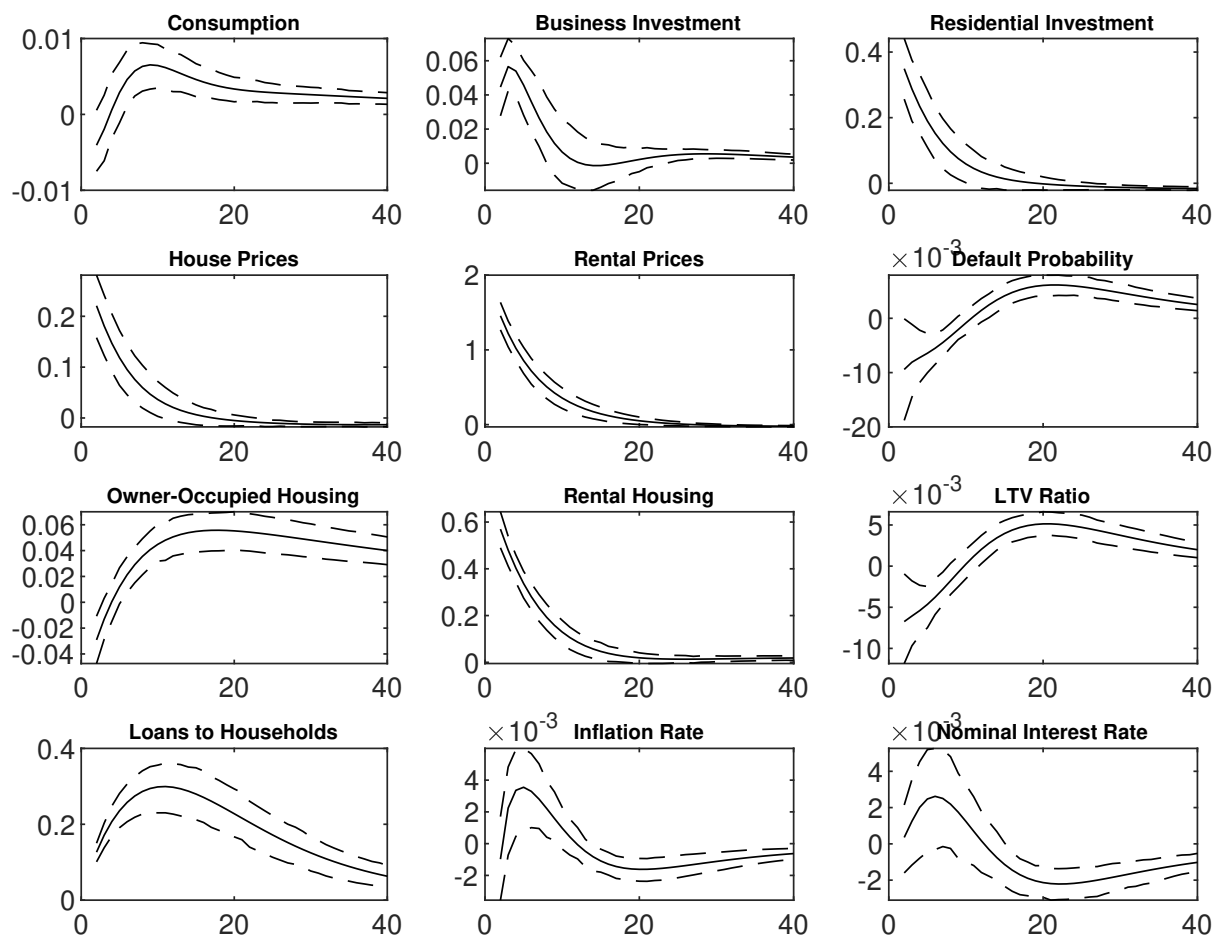 Consumption
0.01
0
-0.01
0 20 40
Business Investment
0.06
0.04
0.02
0
0 20 40
Residential Investment
0.4
0.2
0
0 20 40
House Prices
0.2
0.1
0
0 20 40
Rental Prices
2
1
0
0 20 40
×10-3
Default Probability
0
-10
-20
0 20 40
Owner-Occupied Housing
0.06
0.04
0.02
0
-0.02
-0.04
0 20 40
Rental Housing
0.6
0.4
0.2
0
0 20 40
×10-3
LTV Ratio
5
0
-5
-10
0 20 40
Loans to Households
0.4
0.2
0
0 20 40
×10-3
Inflation Rate
4
2
0
-2
0 20 40
×10-3
Nominal Interest Rate
4
2
0
-2
0 20 40